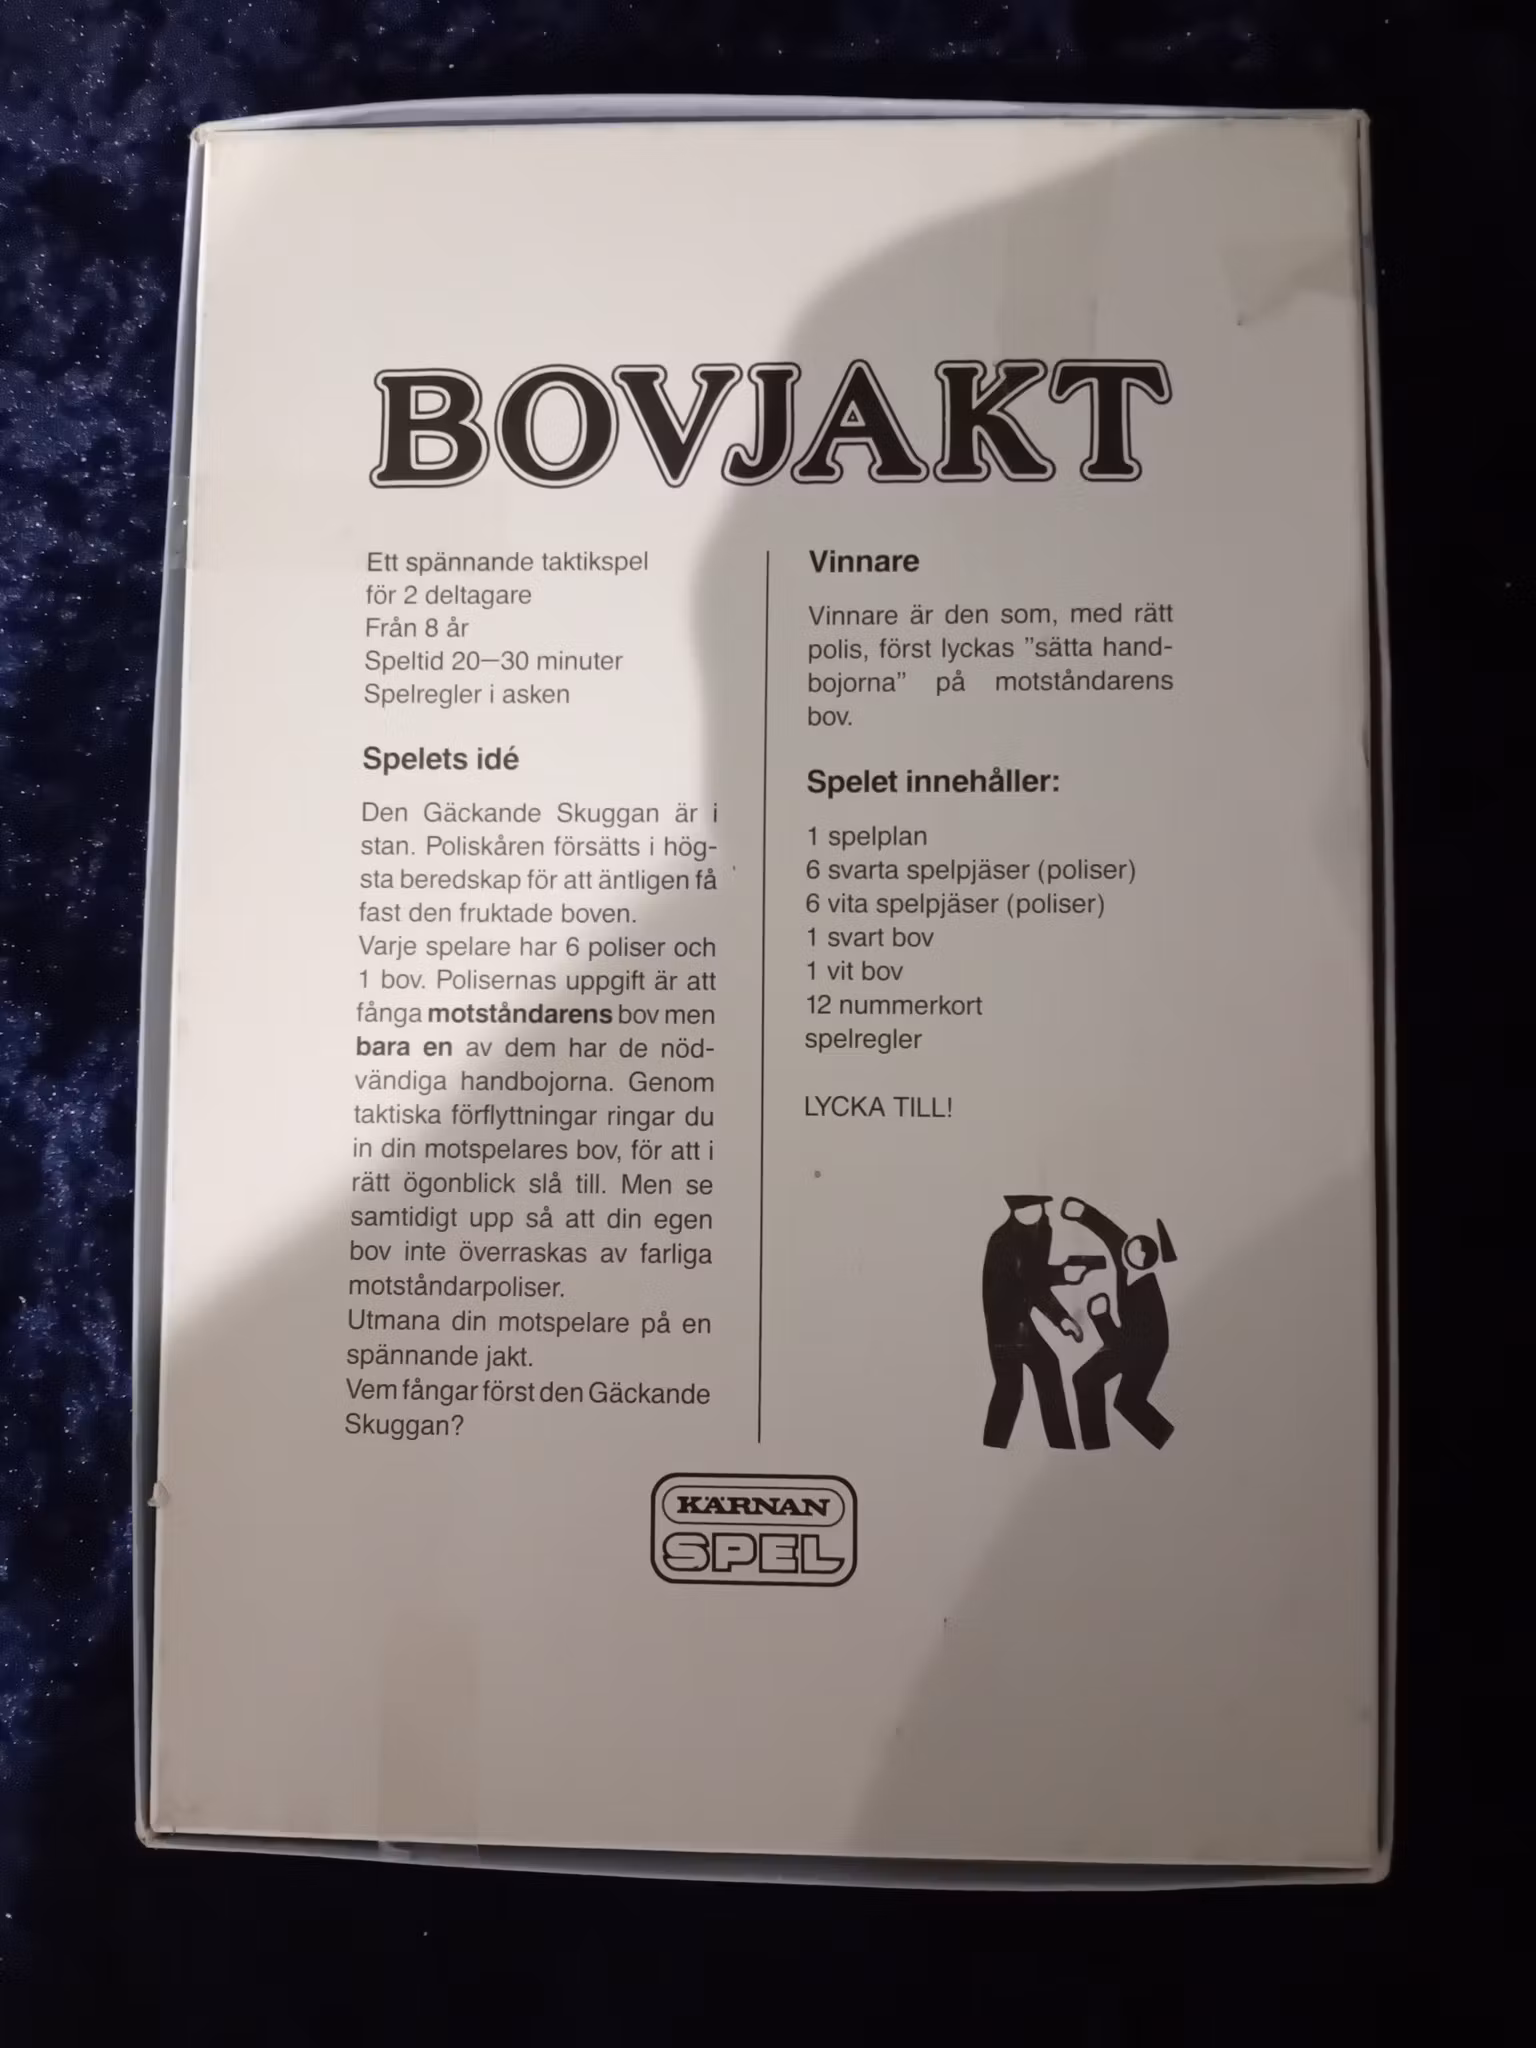 BOVJAKT
Ett spännande taktikspel
för 2 deltagare
Från 8 år
Speltid 20–30 minuter
Spelregler i asken
Spelets idé
Den Gäckande Skuggan är i
stan. Poliskåren försätts i hög-
sta beredskap för att äntligen få
fast den fruktade boven.
Varje spelare har 6 poliser och
1 bov. Polisernas uppgift är att
fånga motståndarens bov men
bara en av dem har de nöd-
vändiga handbojorna. Genom
taktiska förflyttningar ringar du
in din motspelares bov, för att i
rätt ögonblick slå till. Men se
samtidigt upp så att din egen
bov inte överraskas av farliga
motståndarpoliser.
Utmana din motspelare på en
spännande jakt.
Vem fångar först den Gäckande
Skuggan?
Vinnare
Vinnare är den som, med rätt
polis, först lyckas ”sätta hand-
bojorna” på motståndarens
bov.
Spelet innehåller:
1 spelplan
6 svarta spelpjäser (poliser)
6 vita spelpjäser (poliser)
1 svart bov
1 vit bov
12 nummerkort
spelregler
LYCKA TILL!
KÄRNAN
SPEL